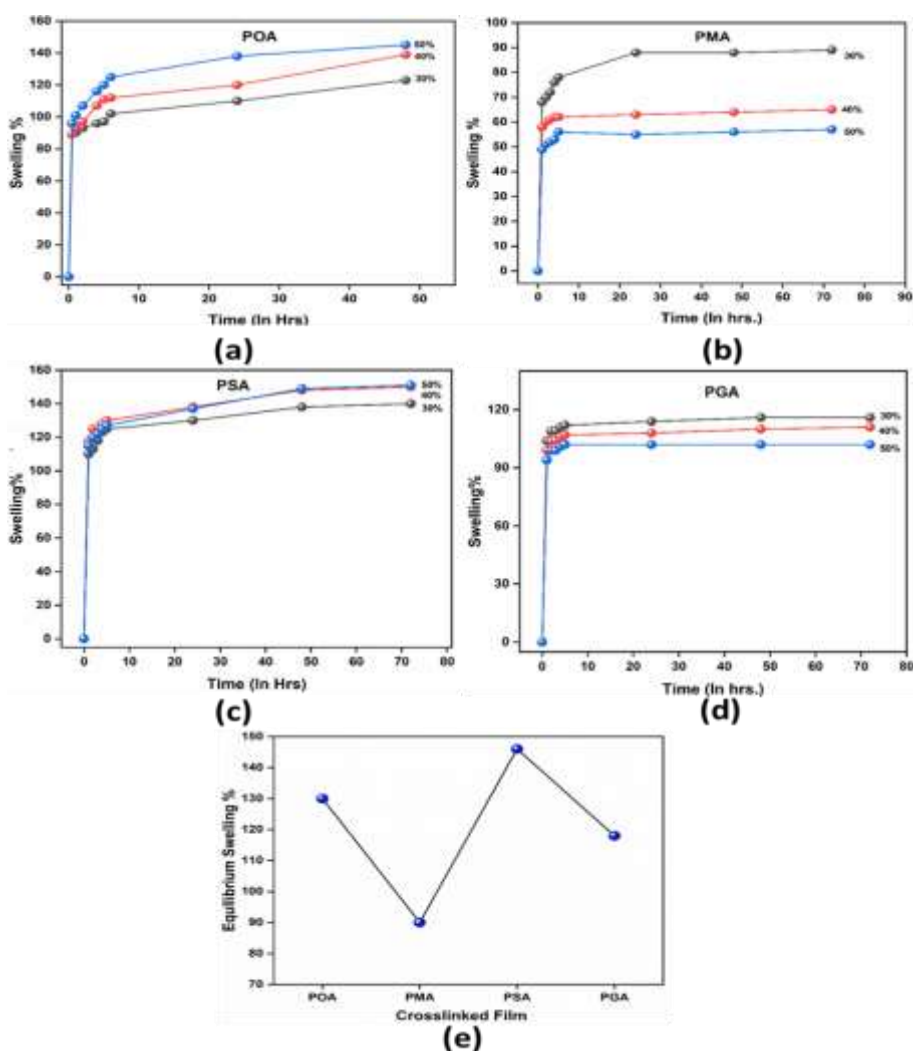 POA
160
140
120
100
80
60
40
20
0
Swelling %
50%
40%
30%
0 10 20 30 40 50
Time (In Hrs)
(a)
PMA
100
90
80
70
60
50
40
30
20
10
0
Swelling %
30%
40%
50%
0 10 20 30 40 50 60 70 80 90
Time (In hrs.)
(b)
PSA
160
140
120
100
80
60
40
20
0
Swelling%
50%
40%
30%
0 10 20 30 40 50 60 70 80
Time (In Hrs)
(c)
PGA
120
90
60
30
0
Swelling%
30%
40%
50%
0 10 20 30 40 50 60 70 80
Time (In hrs.)
(d)
150
140
130
120
110
100
90
80
70
Equilibrium Swelling %
POA PMA PSA PGA
Crosslinked Film
(e)